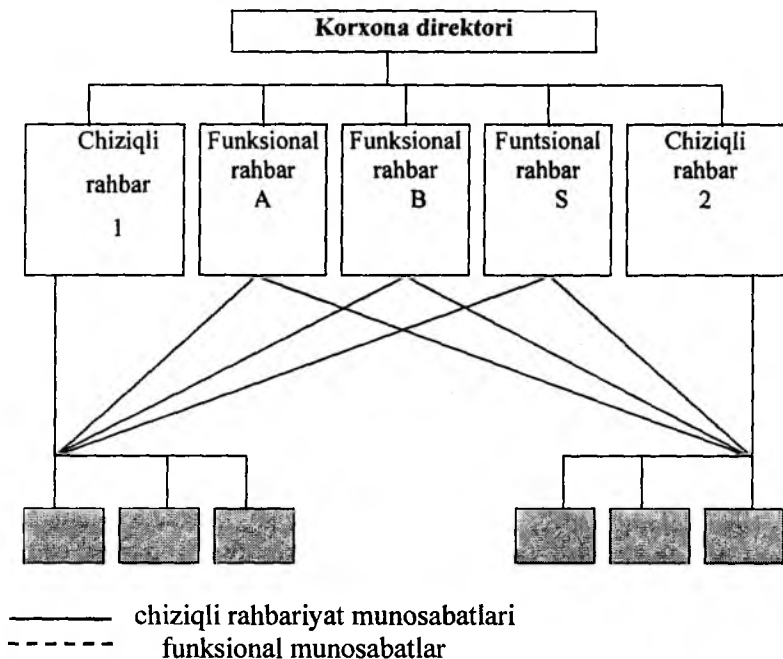 Korxona direktori
Chiziqli
rahbar
1
Funksional
rahbar
A
Funksional
rahbar
B
Funtsional
rahbar
S
Chiziqli
rahbar
2
chiziqli rahbariyat munosabatlari
funksional munosabatlar